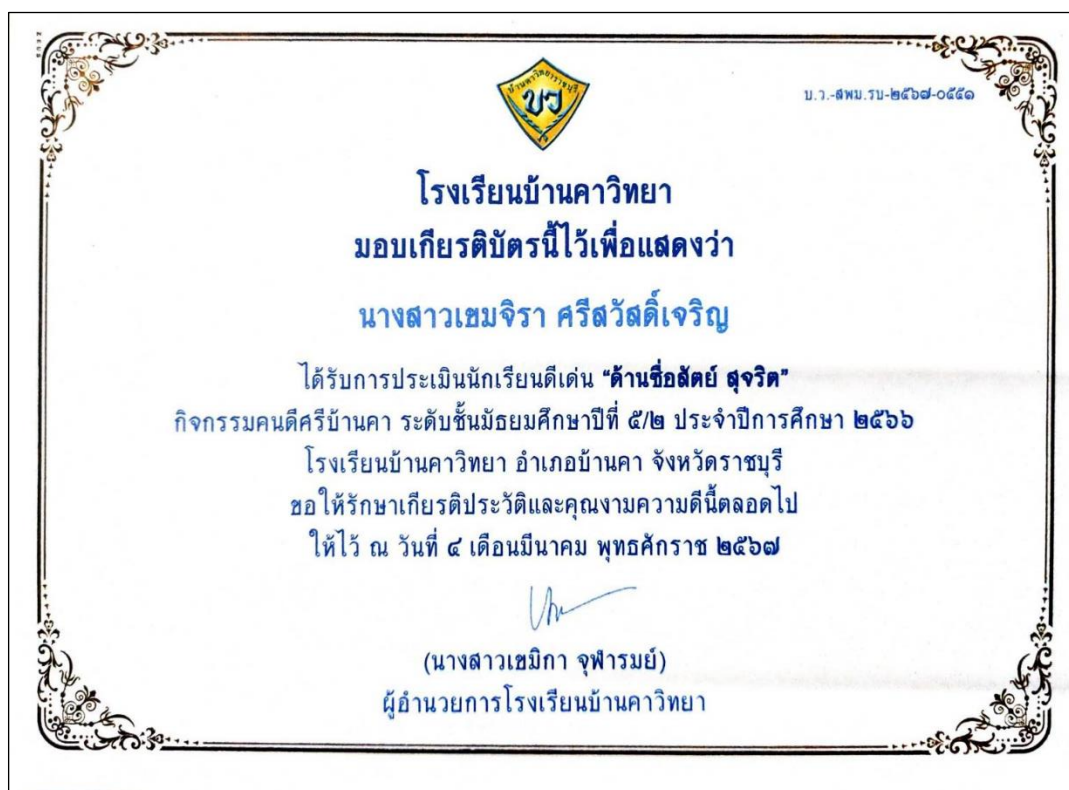 บ้านคาวิทยาราชบุรี
บว
บ.ว.-สพม.รบ-๒๕๖๗-๐๕๕๑
โรงเรียนบ้านคาวิทยา
มอบเกียรติบัตรนี้ไว้เพื่อแสดงว่า
นางสาวเขมจิรา ศรีสวัสดิ์เจริญ
ได้รับการประเมินนักเรียนดีเด่น “ด้านซื่อสัตย์ สุจริต”
กิจกรรมคนดีศรีบ้านคา ระดับชั้นมัธยมศึกษาปีที่ ๕/๒ ประจำปีการศึกษา ๒๕๖๖
โรงเรียนบ้านคาวิทยา อำเภอบ้านคา จังหวัดราชบุรี
ขอให้รักษาเกียรติประวัติและคุณงามความดีนี้ตลอดไป
ให้ไว้ ณ วันที่ ๔ เดือนมีนาคม พุทธศักราช ๒๕๖๗
(นางสาวเขมิกา จุฬารมย์)
ผู้อำนวยการโรงเรียนบ้านคาวิทยา